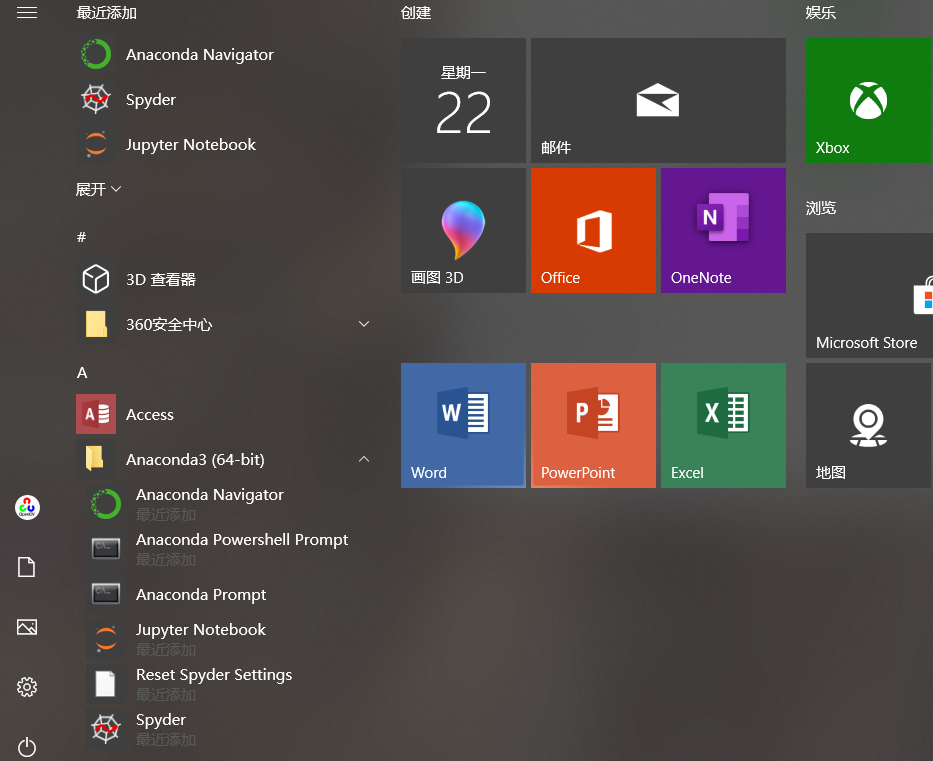 最近添加
Anaconda Navigator
Spyder
Jupyter Notebook
展开
#
3D 查看器
360安全中心
A
Access
Anaconda3 (64-bit)
Anaconda Navigator
最近添加
Anaconda Powershell Prompt
最近添加
Anaconda Prompt
Jupyter Notebook
最近添加
Reset Spyder Settings
最近添加
Spyder
最近添加
创建
星期一
22
邮件
画图 3D
Office
OneNote
Word
PowerPoint
Excel
娱乐
Xbox
浏览
Microsoft Store
地图